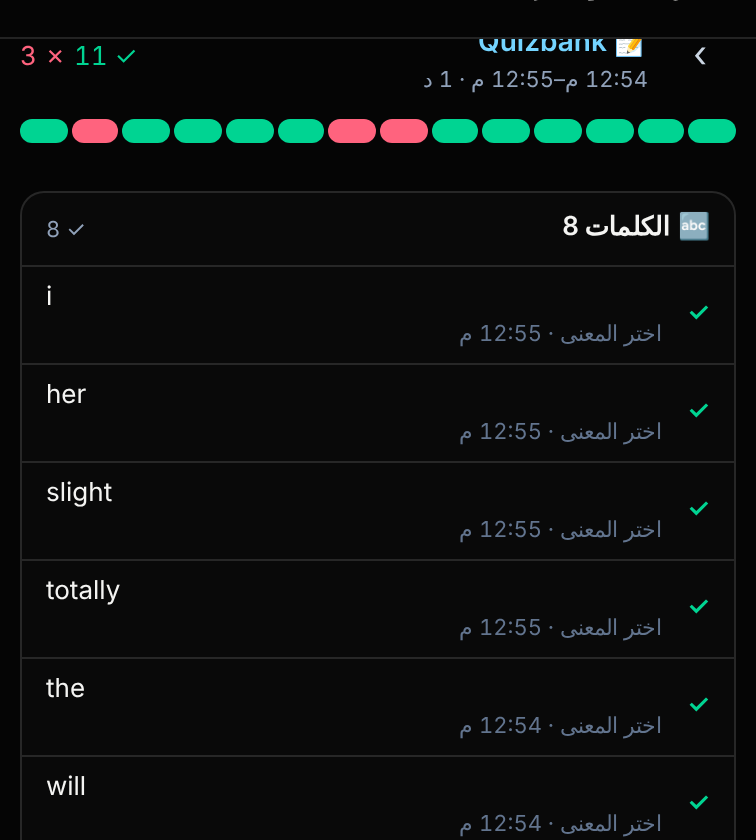 Quizbank 📝
3 × 11 ✓
12:54 م–12:55 م · 1 د
🔤 الكلمات 8
8 ✓
i
اختر المعنى · 12:55 م
her
اختر المعنى · 12:55 م
slight
اختر المعنى · 12:55 م
totally
اختر المعنى · 12:55 م
the
اختر المعنى · 12:54 م
will
اختر المعنى · 12:54 م